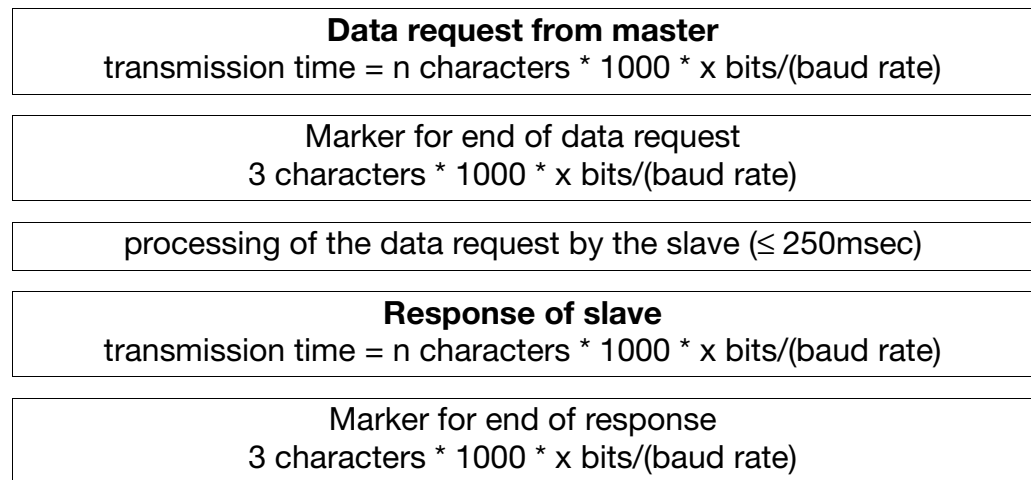 Data request from master
transmission time = n characters * 1000 * x bits/(baud rate)
Marker for end of data request
3 characters * 1000 * x bits/(baud rate)
processing of the data request by the slave (≤ 250msec)
Response of slave
transmission time = n characters * 1000 * x bits/(baud rate)
Marker for end of response
3 characters * 1000 * x bits/(baud rate)